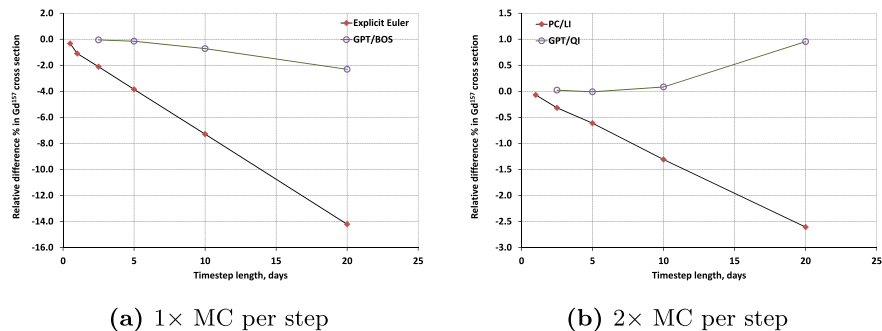 2.0
0.0
-2.0
-4.0
-6.0
-8.0
-10.0
-12.0
-14.0
-16.0
Relative difference % in Gd¹⁵⁷ cross section
Explicit Euler
GPT/BOS
0 5 10 15 20 25
Timestep length, days
(a) 1× MC per step
1.5
1.0
0.5
0.0
-0.5
-1.0
-1.5
-2.0
-2.5
-3.0
Relative difference % in Gd¹⁵⁷ cross section
PC/LI
GPT/QI
0 5 10 15 20 25
Timestep length, days
(b) 2× MC per step